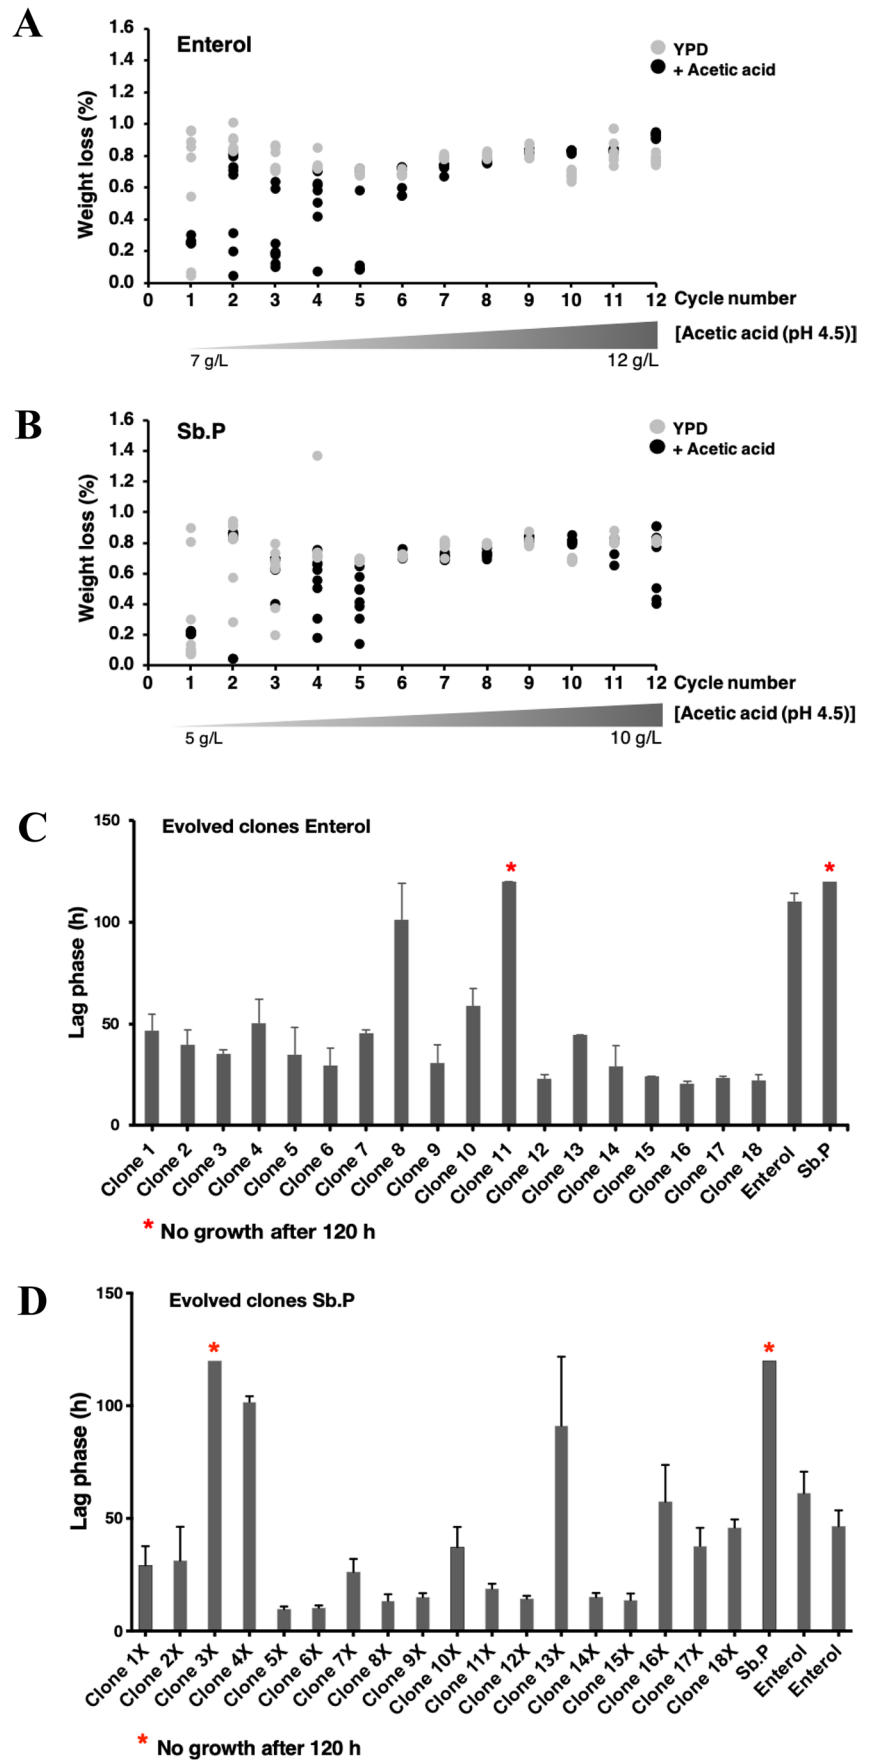 A
Enterol
YPD
+ Acetic acid
Weight loss (%)
1.6
1.4
1.2
1.0
0.8
0.6
0.4
0.2
0.0
0 1 2 3 4 5 6 7 8 9 10 11 12 Cycle number
[Acetic acid (pH 4.5)]
7 g/L 12 g/L
B
Sb.P
YPD
+ Acetic acid
Weight loss (%)
1.6
1.4
1.2
1.0
0.8
0.6
0.4
0.2
0.0
0 1 2 3 4 5 6 7 8 9 10 11 12 Cycle number
[Acetic acid (pH 4.5)]
5 g/L 10 g/L
C
Evolved clones Enterol
Lag phase (h)
150
100
50
0
* *
Clone 1 Clone 2 Clone 3 Clone 4 Clone 5 Clone 6 Clone 7 Clone 8 Clone 9 Clone 10 Clone 11 Clone 12 Clone 13 Clone 14 Clone 15 Clone 16 Clone 17 Clone 18 Enterol Sb.P
* No growth after 120 h
D
Evolved clones Sb.P
Lag phase (h)
150
100
50
0
* *
Clone 1X Clone 2X Clone 3X Clone 4X Clone 5X Clone 6X Clone 7X Clone 8X Clone 9X Clone 10X Clone 11X Clone 12X Clone 13X Clone 14X Clone 15X Clone 16X Clone 17X Clone 18X Sb.P Enterol Enterol
* No growth after 120 h